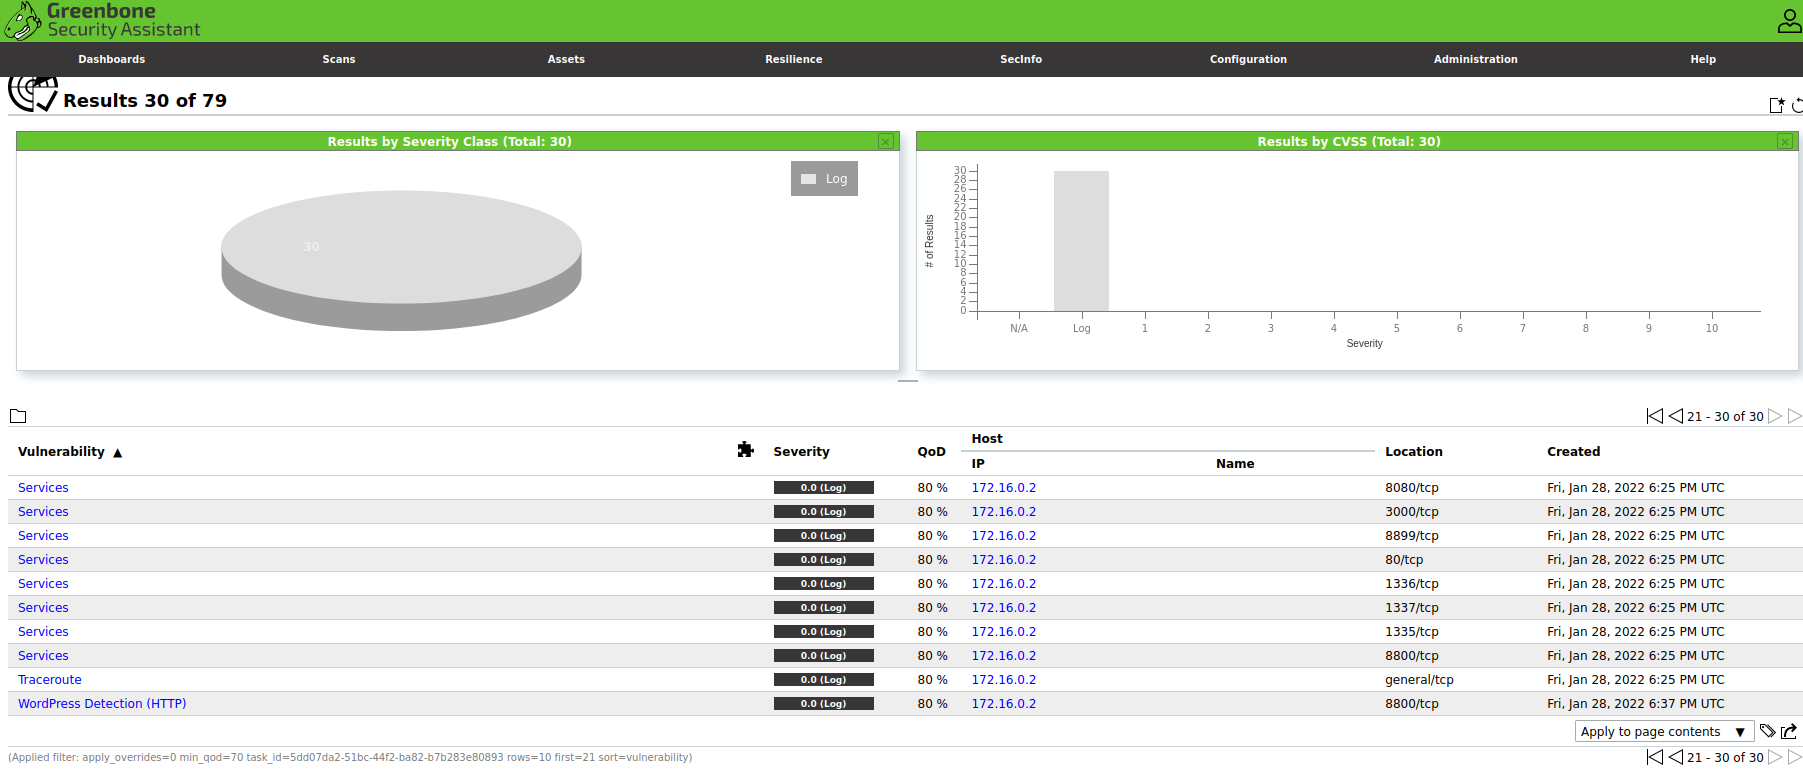 Greenbone
Security Assistant
Dashboards Scans Assets Resilience SecInfo Configuration Administration Help
Results 30 of 79
Results by Severity Class (Total: 30)
Log
30
Results by CVSS (Total: 30)
30
28
26
24
22
20
18
16
14
12
10
8
6
4
2
0
# of Results
N/A Log 1 2 3 4 5 6 7 8 9 10
Severity
21 - 30 of 30
Vulnerability ▲ Severity QoD Host Location Created
IP Name
Services 0.0 (Log) 80 % 172.16.0.2 8080/tcp Fri, Jan 28, 2022 6:25 PM UTC
Services 0.0 (Log) 80 % 172.16.0.2 3000/tcp Fri, Jan 28, 2022 6:25 PM UTC
Services 0.0 (Log) 80 % 172.16.0.2 8899/tcp Fri, Jan 28, 2022 6:25 PM UTC
Services 0.0 (Log) 80 % 172.16.0.2 80/tcp Fri, Jan 28, 2022 6:25 PM UTC
Services 0.0 (Log) 80 % 172.16.0.2 1336/tcp Fri, Jan 28, 2022 6:25 PM UTC
Services 0.0 (Log) 80 % 172.16.0.2 1337/tcp Fri, Jan 28, 2022 6:25 PM UTC
Services 0.0 (Log) 80 % 172.16.0.2 1335/tcp Fri, Jan 28, 2022 6:25 PM UTC
Services 0.0 (Log) 80 % 172.16.0.2 8800/tcp Fri, Jan 28, 2022 6:25 PM UTC
Traceroute 0.0 (Log) 80 % 172.16.0.2 general/tcp Fri, Jan 28, 2022 6:25 PM UTC
WordPress Detection (HTTP) 0.0 (Log) 80 % 172.16.0.2 8800/tcp Fri, Jan 28, 2022 6:37 PM UTC
Apply to page contents ▼
(Applied filter: apply_overrides=0 min_qod=70 task_id=5dd07da2-51bc-44f2-ba82-b7b283e80893 rows=10 first=21 sort=vulnerability)
21 - 30 of 30